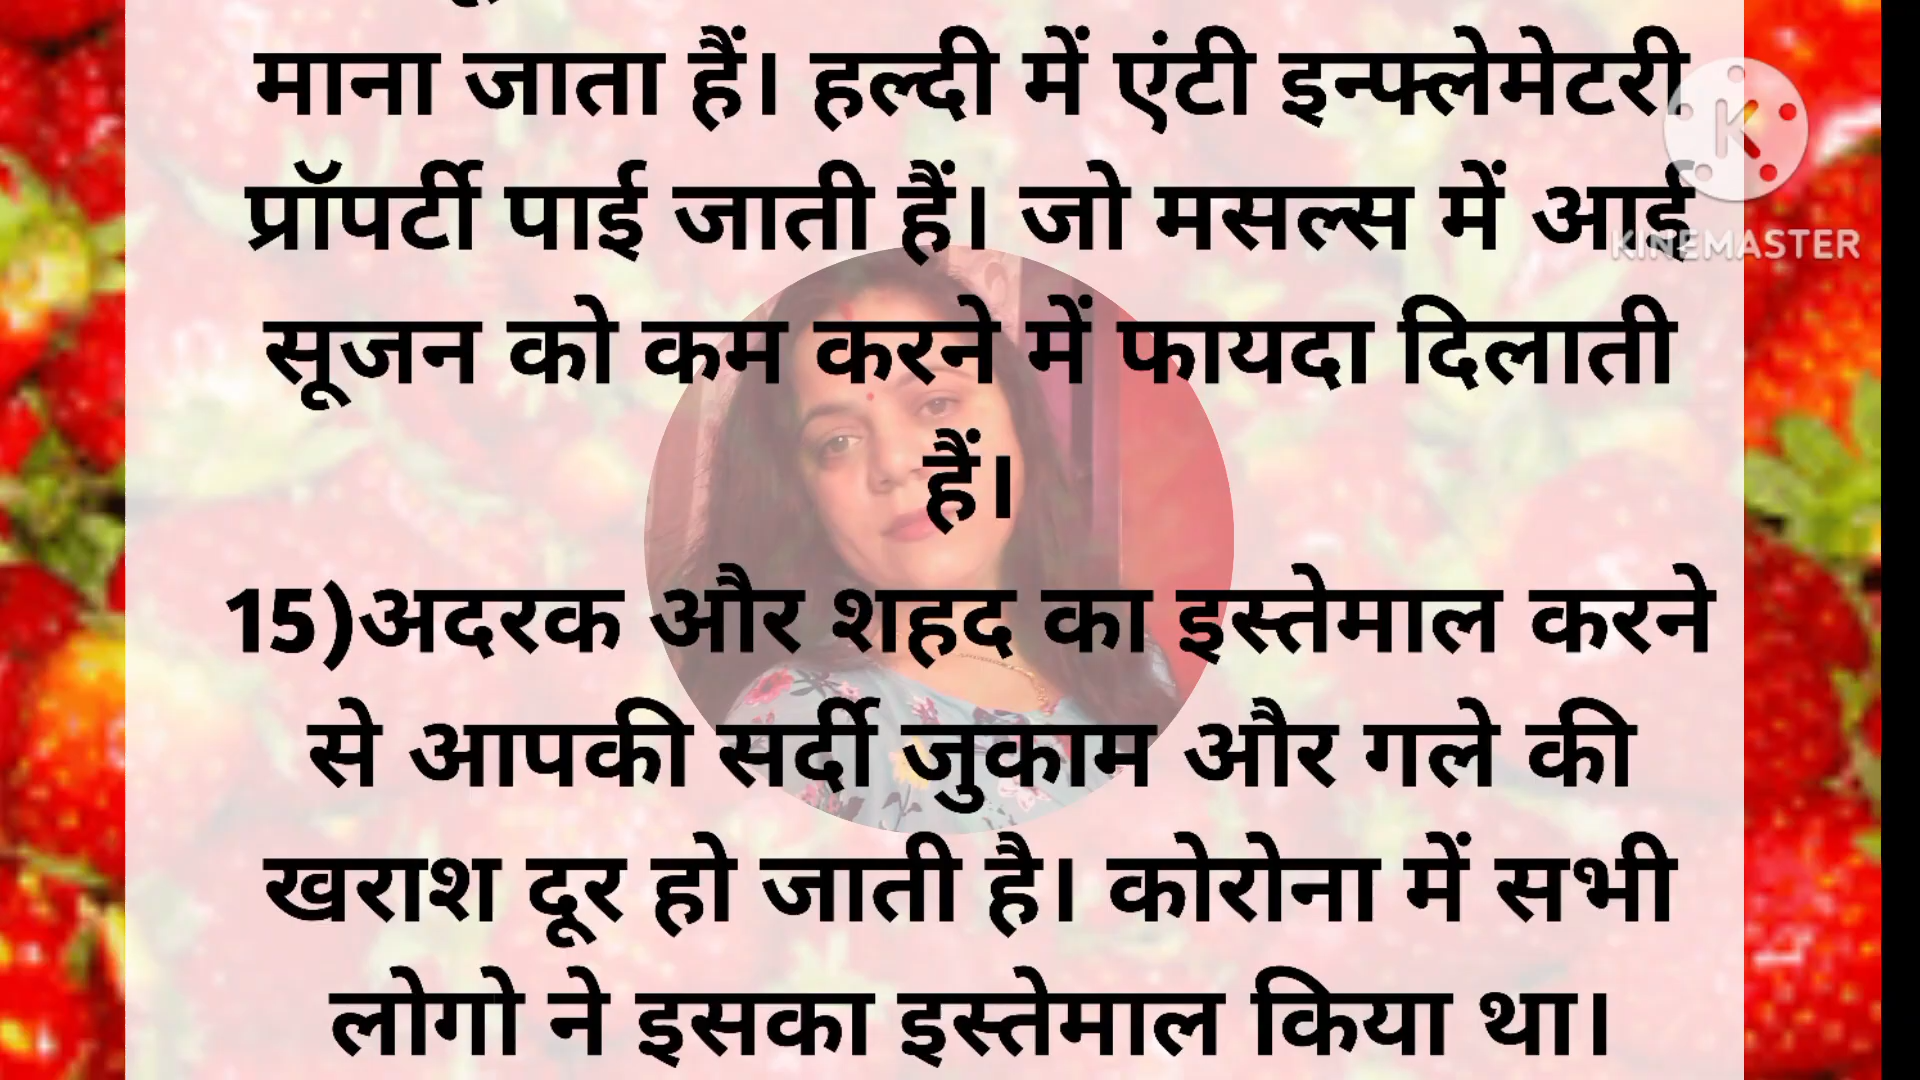 माना जाता हैं। हल्दी में एंटी इन्फ्लेमेटरी
प्रॉपर्टी पाई जाती हैं। जो मसल्स में आई
KINEMASTER
सूजन को कम करने में फायदा दिलाती
हैं।
15)अदरक और शहद का इस्तेमाल करने
से आपकी सर्दी जुकाम और गले की
खराश दूर हो जाती है। कोरोना में सभी
लोगो ने इसका इस्तेमाल किया था।